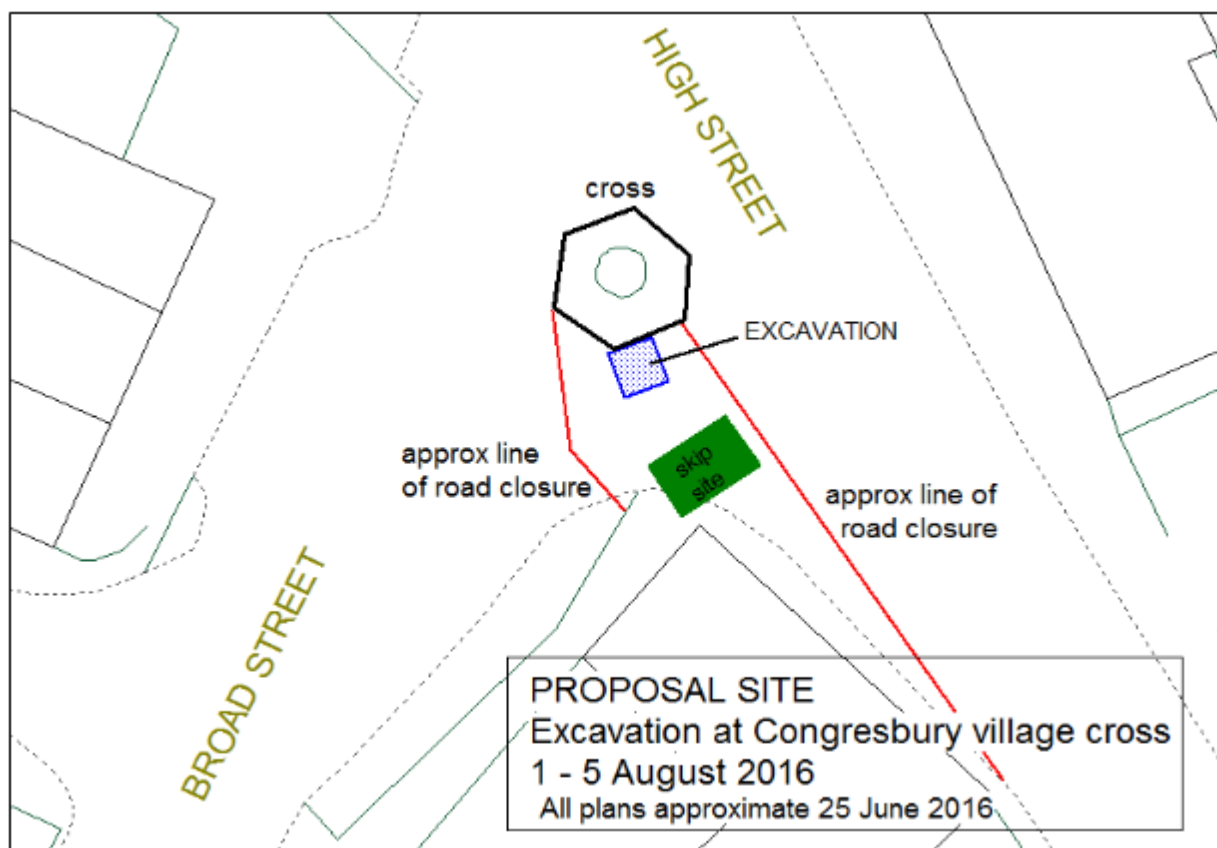 HIGH STREET
cross
EXCAVATION
approx line
of road closure
skip
site
approx line of
road closure
BROAD STREET
PROPOSAL SITE
Excavation at Congresbury village cross
1 - 5 August 2016
All plans approximate 25 June 2016